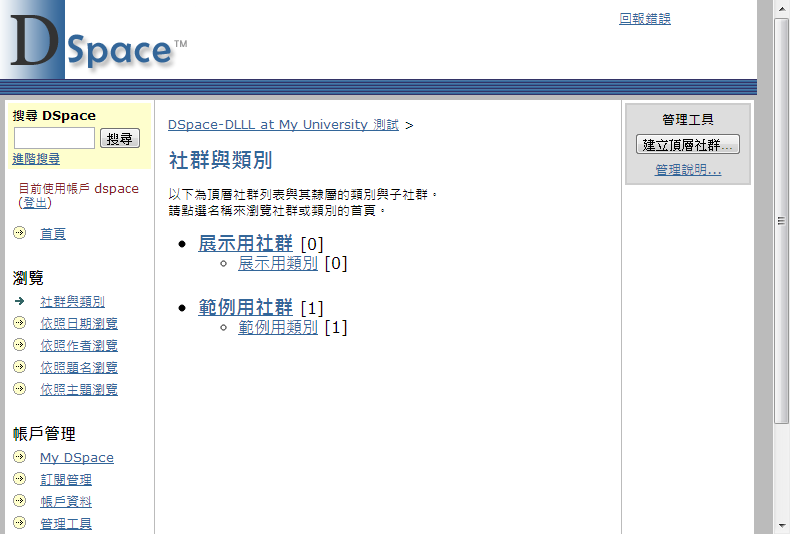 DSpace™
回報錯誤
搜尋 DSpace
搜尋
進階搜尋
目前使用帳戶 dspace
(登出)
首頁
瀏覽
社群與類別
依照日期瀏覽
依照作者瀏覽
依照題名瀏覽
依照主題瀏覽
帳戶管理
My DSpace
訂閱管理
帳戶資料
管理工具
DSpace-DLLL at My University 測試 >
社群與類別
以下為頂層社群列表與其隸屬的類別與子社群。
請點選名稱來瀏覽社群或類別的首頁。
展示用社群 [0]
展示用類別 [0]
範例用社群 [1]
範例用類別 [1]
管理工具
建立頂層社群...
管理說明...